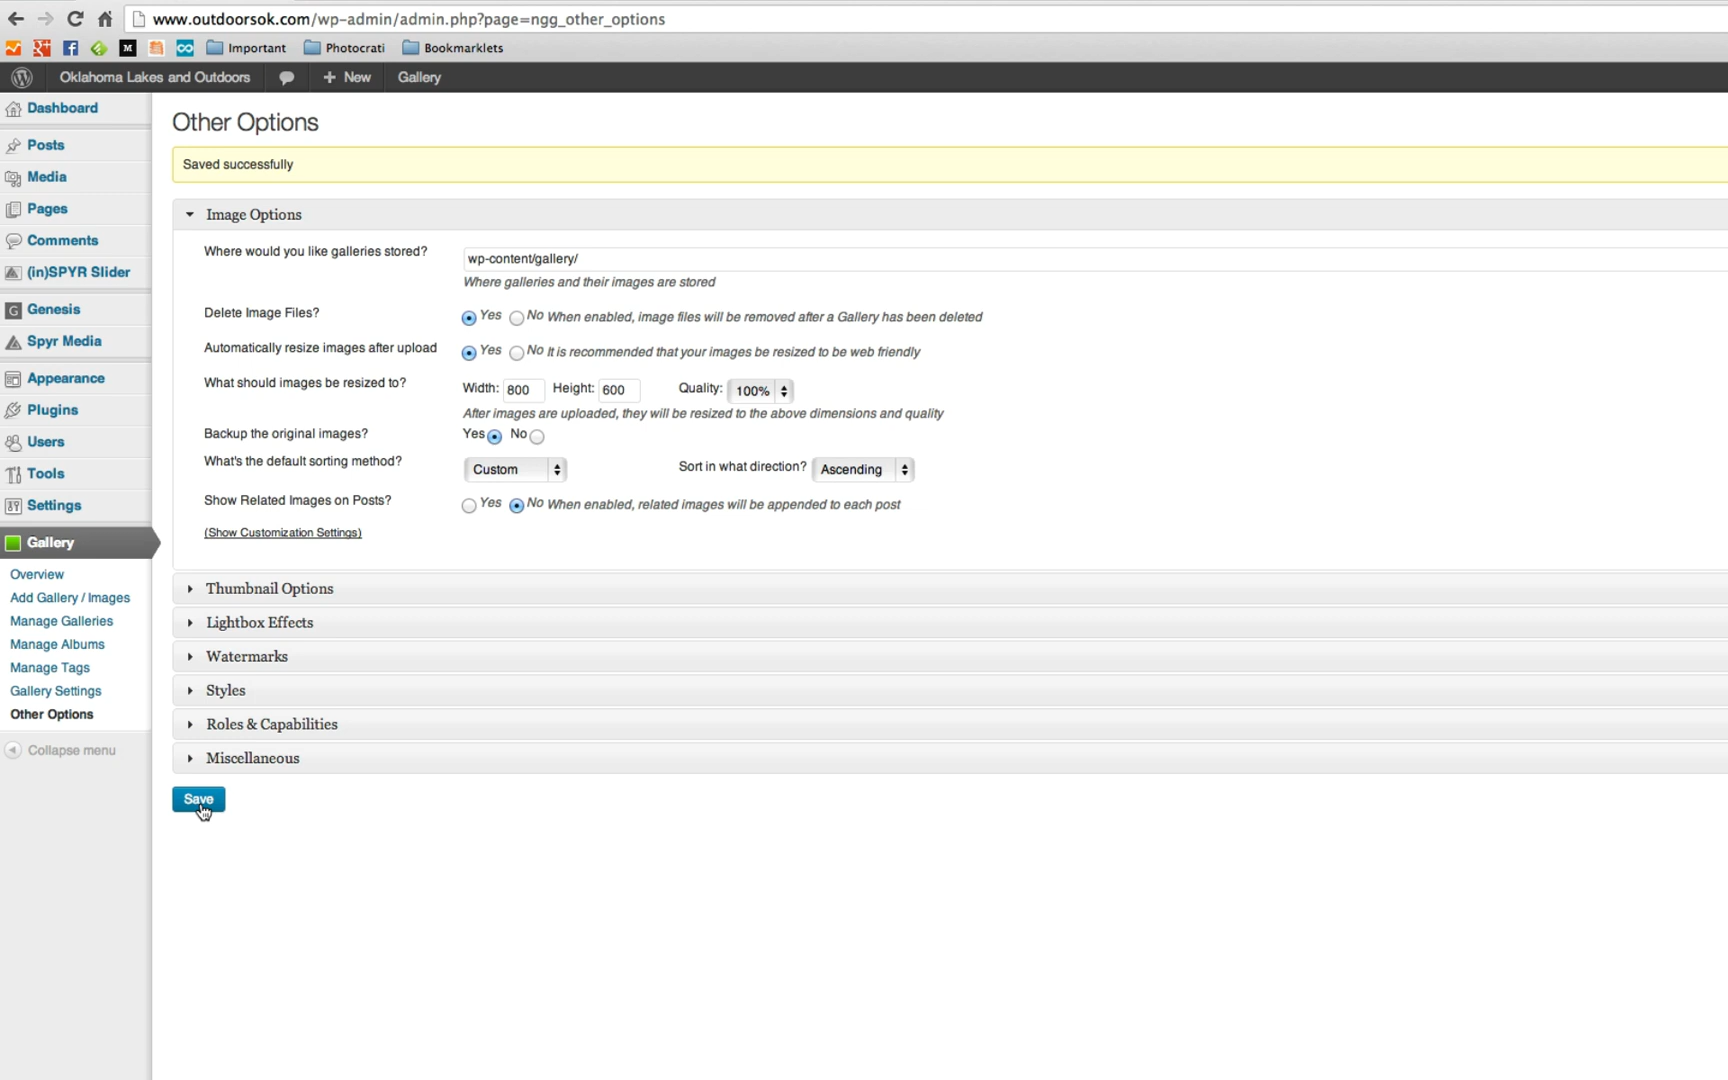 www.outdoorsok.com/wp-admin/admin.php?page=ngg_other_options
M Important Photocrati Bookmarklets
Oklahoma Lakes and Outdoors + New Gallery
Dashboard
Posts
Media
Pages
Comments
(in)SPYR Slider
G Genesis
Spyr Media
Appearance
Plugins
Users
Tools
Settings
Gallery
Overview
Add Gallery / Images
Manage Galleries
Manage Albums
Manage Tags
Gallery Settings
Other Options
Collapse menu
Other Options
Saved successfully
Image Options
Where would you like galleries stored? wp-content/gallery/
Where galleries and their images are stored
Delete Image Files? Yes No When enabled, image files will be removed after a Gallery has been deleted
Automatically resize images after upload Yes No It is recommended that your images be resized to be web friendly
What should images be resized to? Width: 800 Height: 600 Quality: 100%
After images are uploaded, they will be resized to the above dimensions and quality
Backup the original images? Yes No
What's the default sorting method? Custom Sort in what direction? Ascending
Show Related Images on Posts? Yes No When enabled, related images will be appended to each post
(Show Customization Settings)
Thumbnail Options
Lightbox Effects
Watermarks
Styles
Roles & Capabilities
Miscellaneous
Save